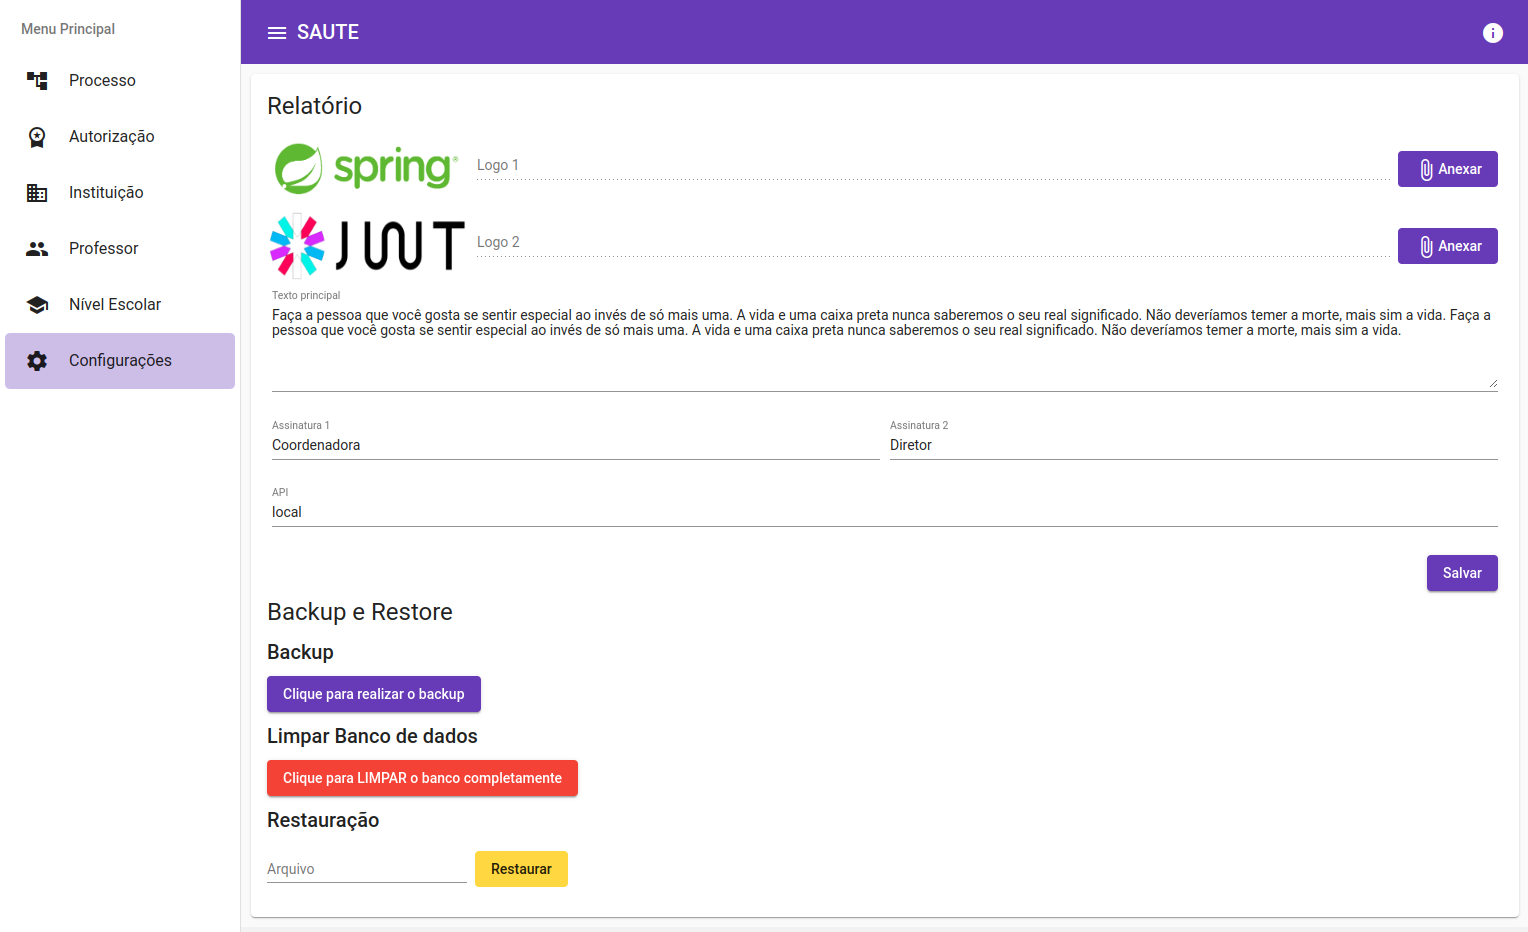 Menu Principal
SAUTE
Processo
Autorização
Instituição
Professor
Nível Escolar
Configurações
Relatório
spring®
Logo 1
Anexar
JWT
Logo 2
Anexar
Texto principal
Faça a pessoa que você gosta se sentir especial ao invés de só mais uma. A vida e uma caixa preta nunca saberemos o seu real significado. Não deveríamos temer a morte, mais sim a vida. Faça a
pessoa que você gosta se sentir especial ao invés de só mais uma. A vida e uma caixa preta nunca saberemos o seu real significado. Não deveríamos temer a morte, mais sim a vida.
Assinatura 1
Coordenadora
Assinatura 2
Diretor
API
local
Salvar
Backup e Restore
Backup
Clique para realizar o backup
Limpar Banco de dados
Clique para LIMPAR o banco completamente
Restauração
Arquivo
Restaurar